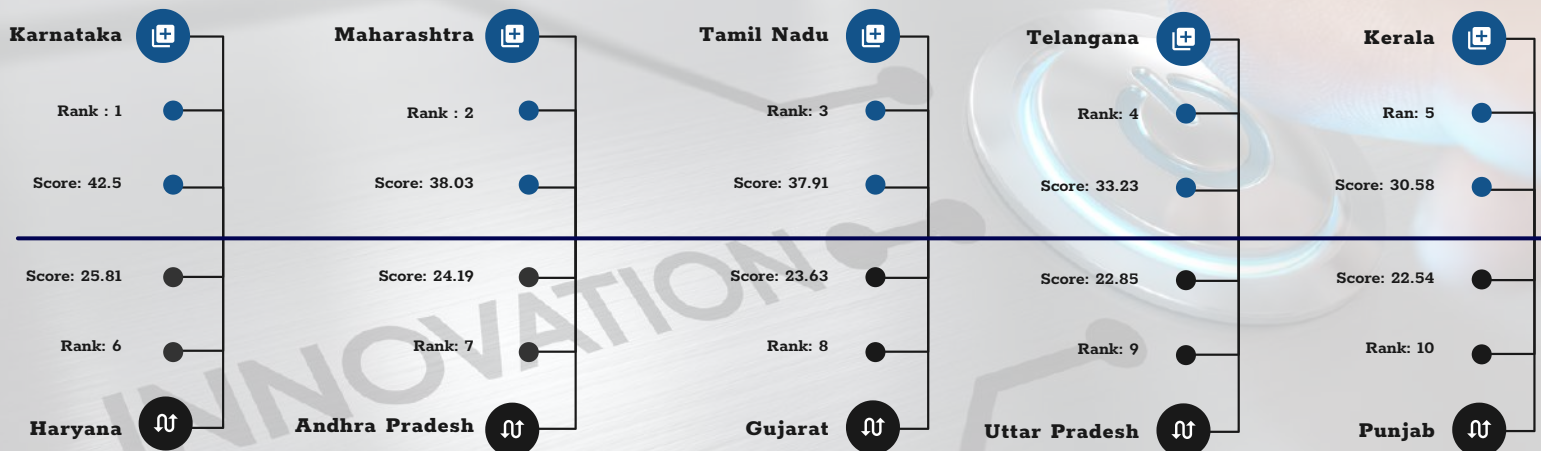 Karnataka
Maharashtra
Tamil Nadu
Telangana
Kerala
Rank : 1
Rank : 2
Rank: 3
Rank: 4
Ran: 5
Score: 42.5
Score: 38.03
Score: 37.91
Score: 33.23
Score: 30.58
Score: 25.81
Score: 24.19
Score: 23.63
Score: 22.85
Score: 22.54
Rank: 6
Rank: 7
Rank: 8
Rank: 9
Rank: 10
Haryana
Andhra Pradesh
Gujarat
Uttar Pradesh
Punjab
INNOVATION